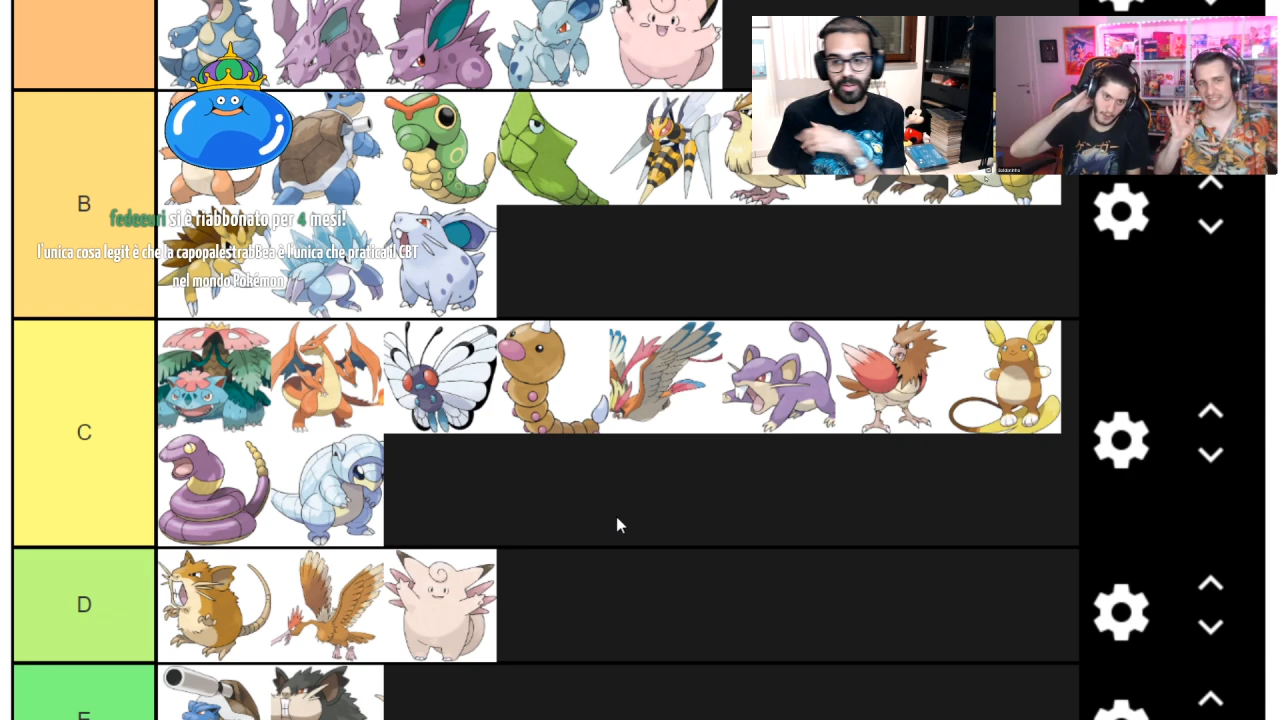 B
fedeeuri si è riabbonato per 4 mesi!
l'unica cosa legit è che la capopalestrabBea è l'unica che pratica il CBT
nel mondo Pokémon
C
D